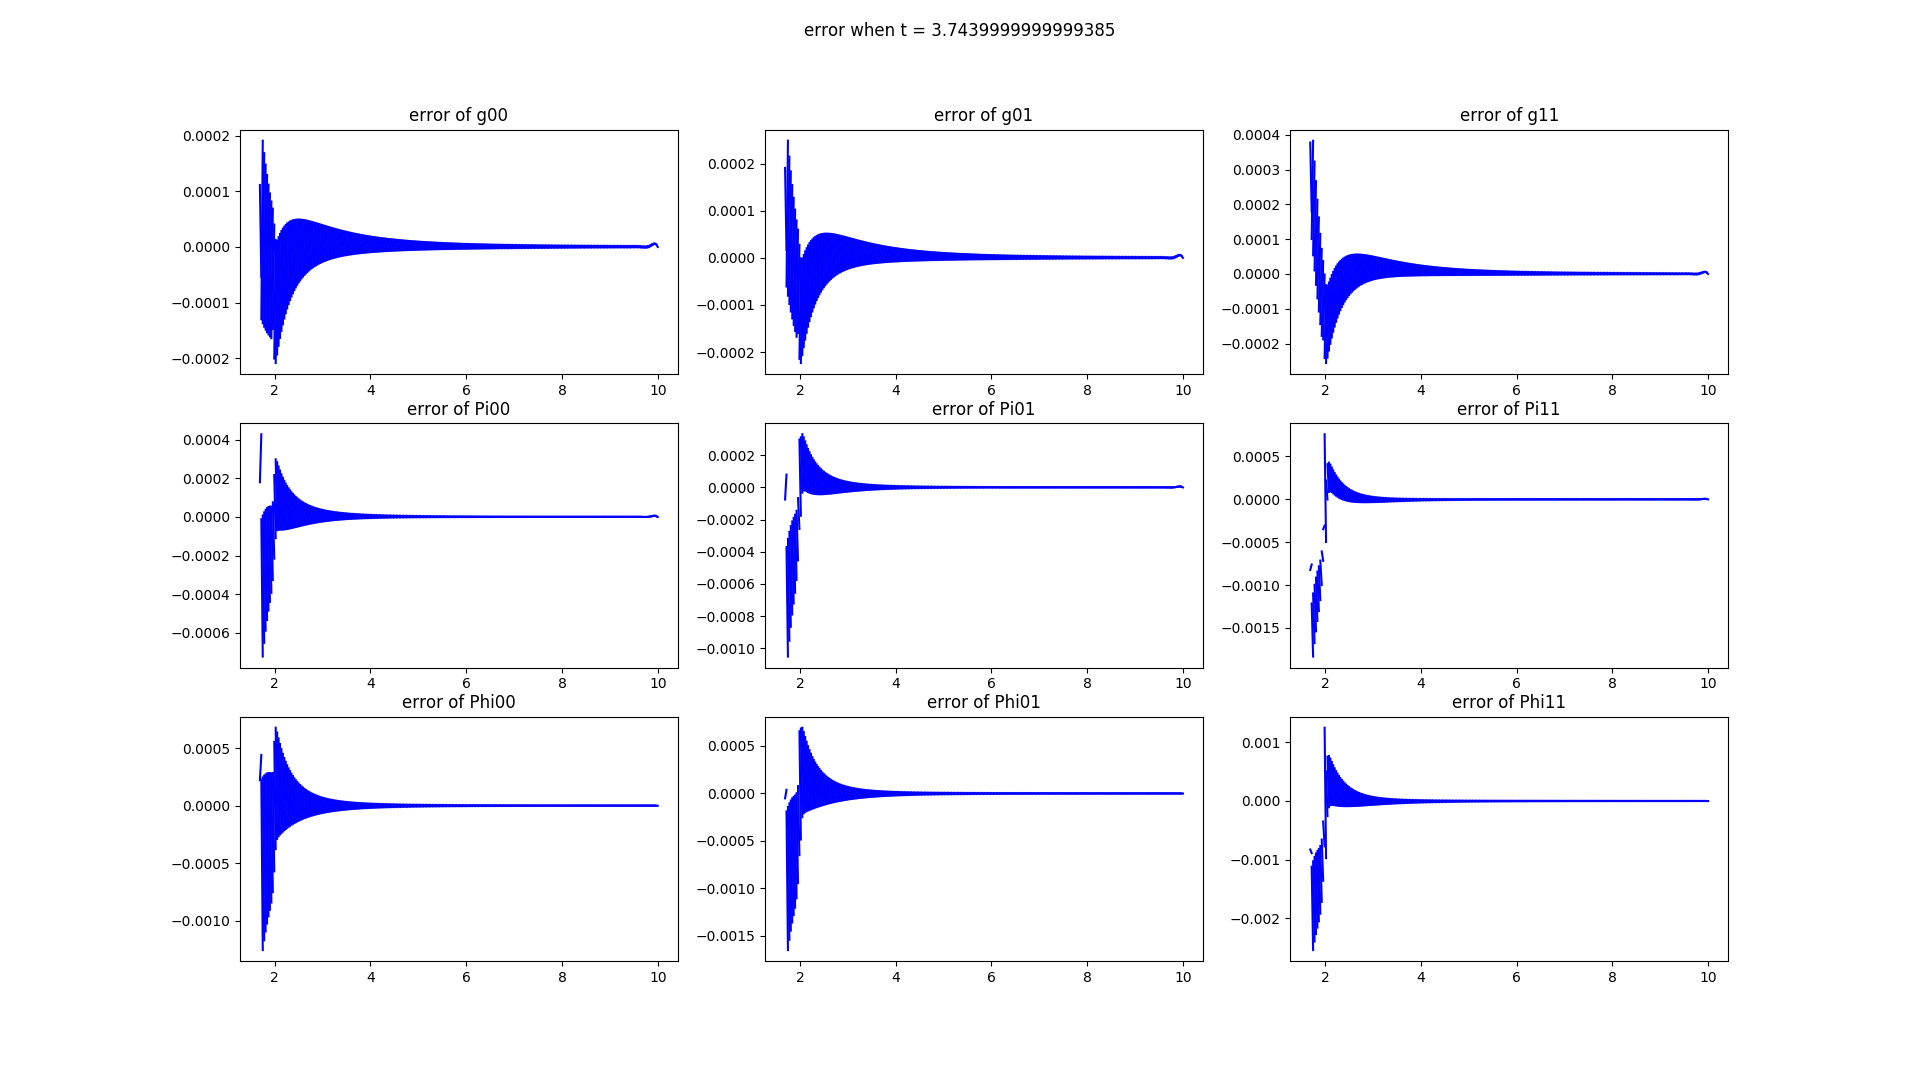 error when t = 3.7439999999999385
error of g00
error of g01
error of g11
0.0002
0.0001
0.0000
−0.0001
−0.0002
2 4 6 8 10
0.0002
0.0001
0.0000
−0.0001
−0.0002
2 4 6 8 10
0.0004
0.0003
0.0002
0.0001
0.0000
−0.0001
−0.0002
2 4 6 8 10
error of Pi00
error of Pi01
error of Pi11
0.0004
0.0002
0.0000
−0.0002
−0.0004
−0.0006
2 4 6 8 10
0.0002
0.0000
−0.0002
−0.0004
−0.0006
−0.0008
−0.0010
2 4 6 8 10
0.0005
0.0000
−0.0005
−0.0010
−0.0015
2 4 6 8 10
error of Phi00
error of Phi01
error of Phi11
0.0005
0.0000
−0.0005
−0.0010
2 4 6 8 10
0.0005
0.0000
−0.0005
−0.0010
−0.0015
2 4 6 8 10
0.001
0.000
−0.001
−0.002
2 4 6 8 10